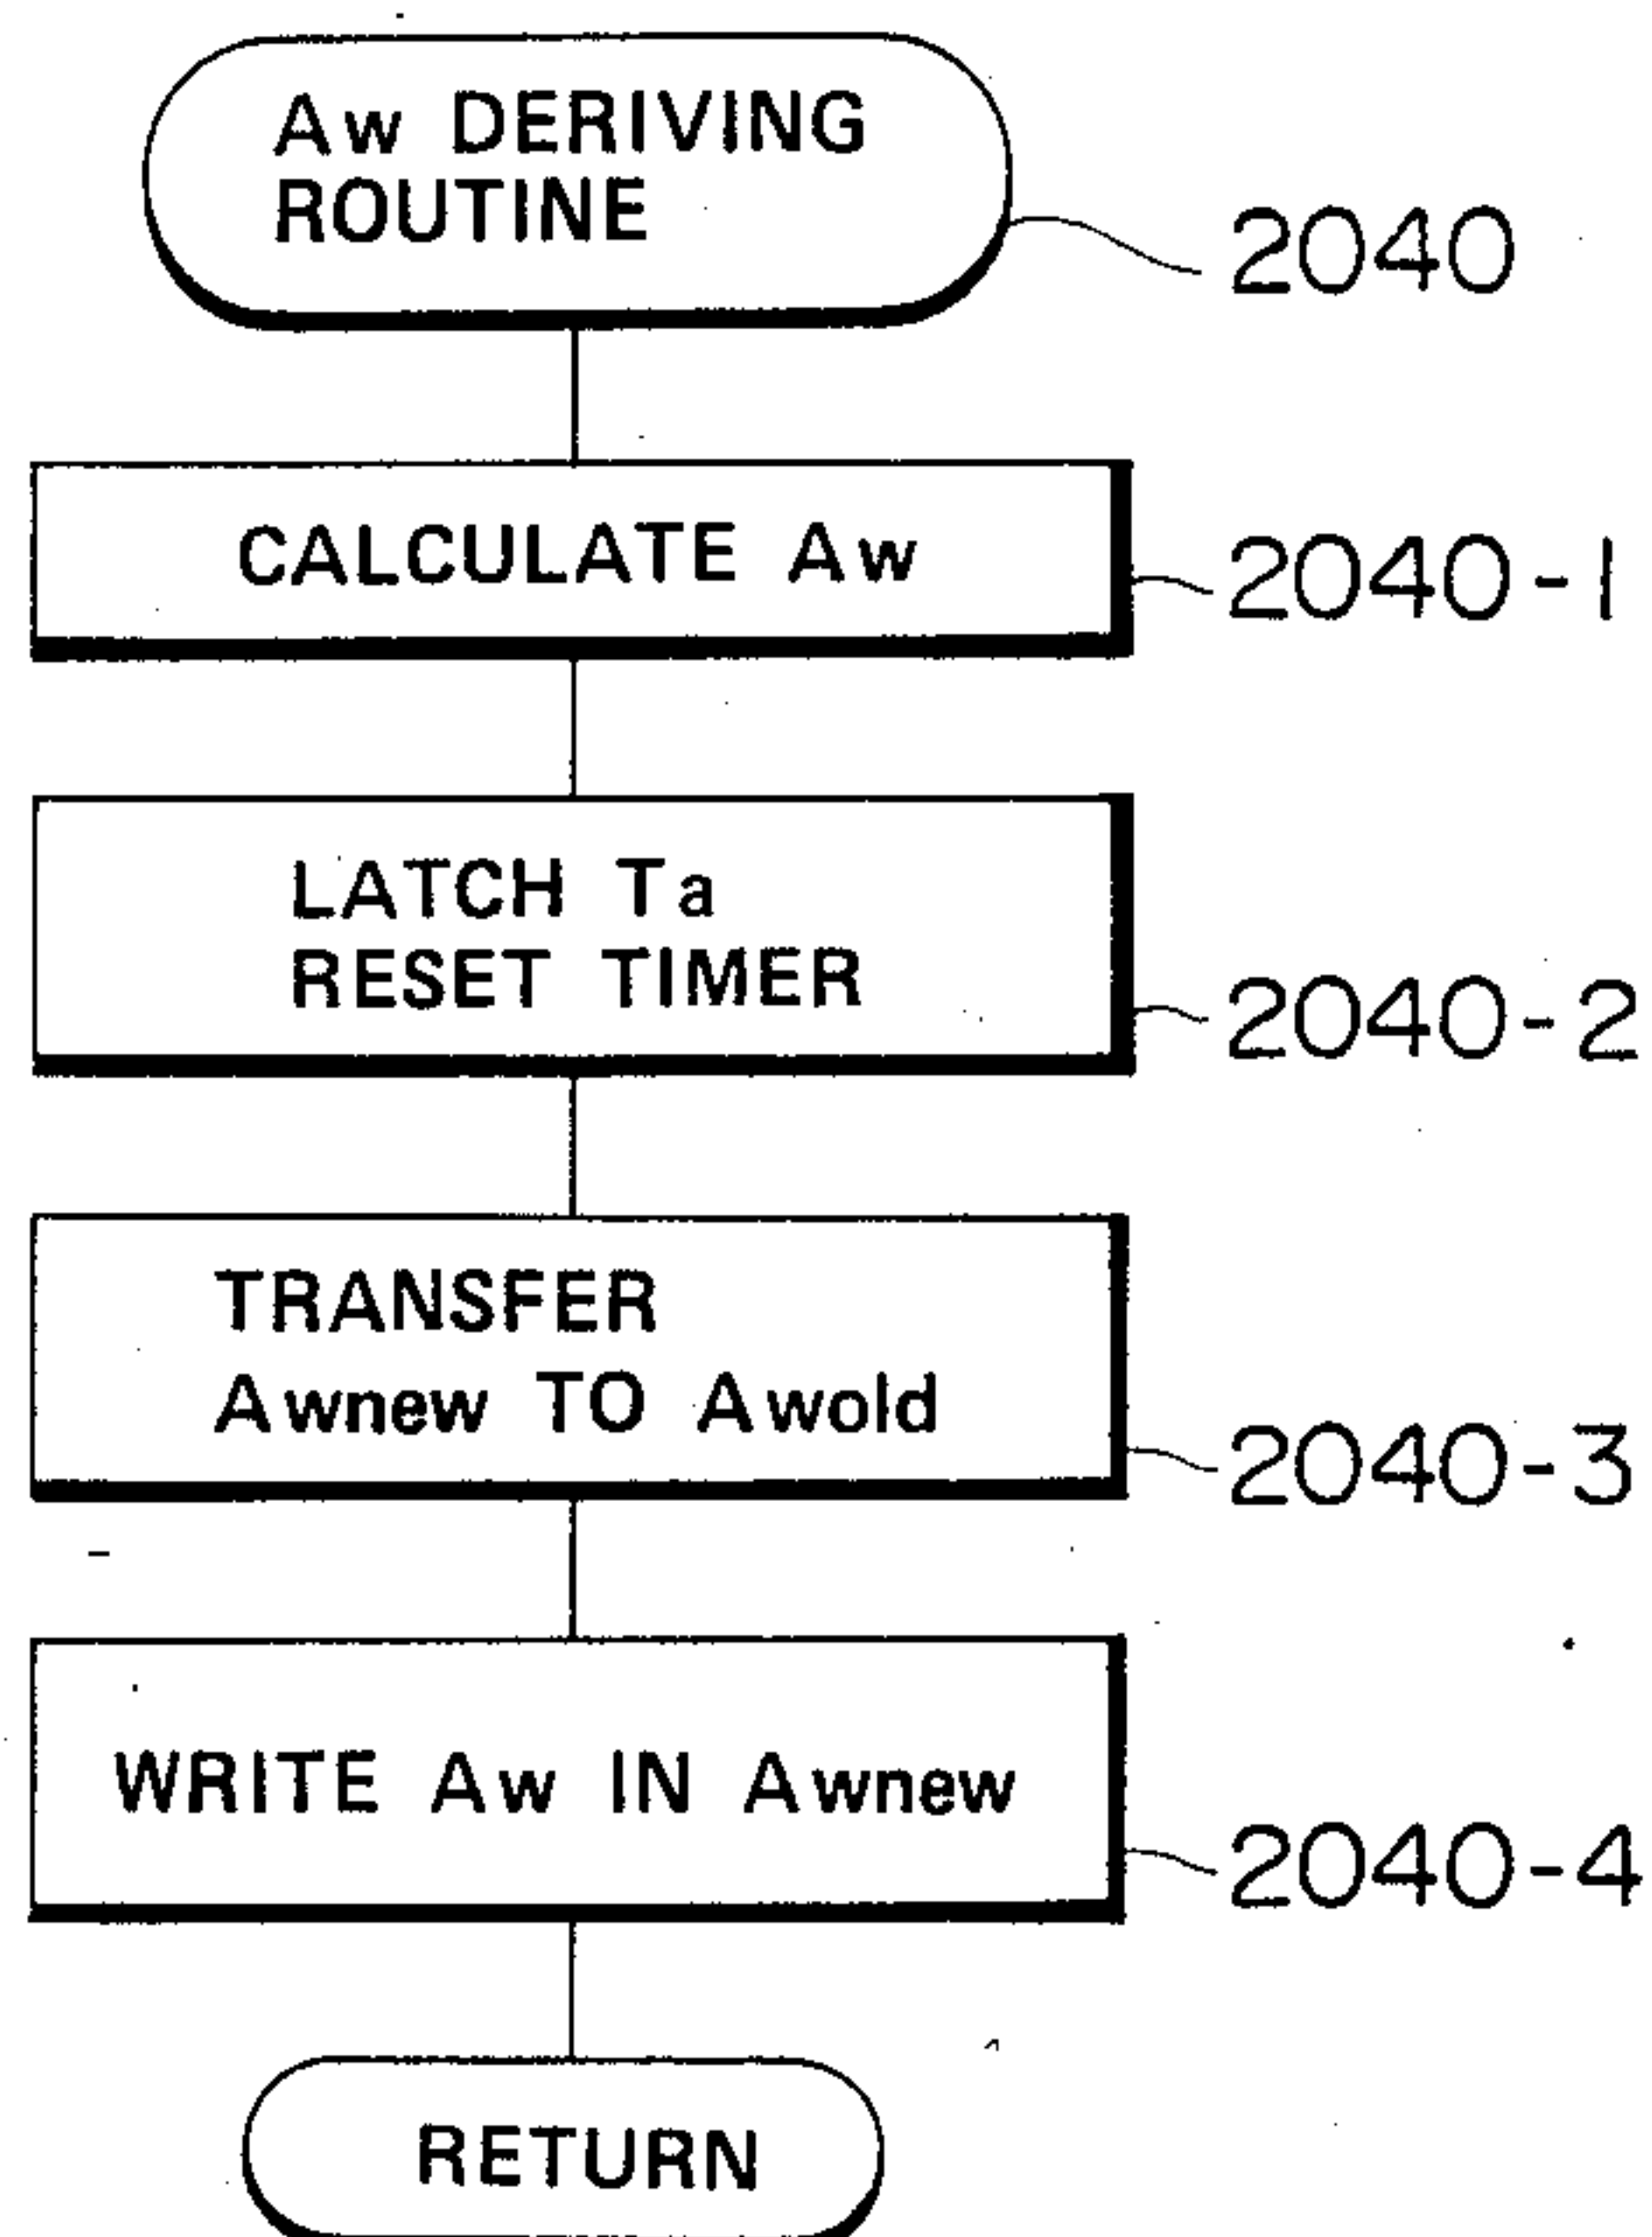 Aw DERIVING
ROUTINE
2040
CALCULATE Aw
2040-1
LATCH Ta
RESET TIMER
2040-2
TRANSFER
Awnew TO Awold
2040-3
WRITE Aw IN Awnew
2040-4
RETURN